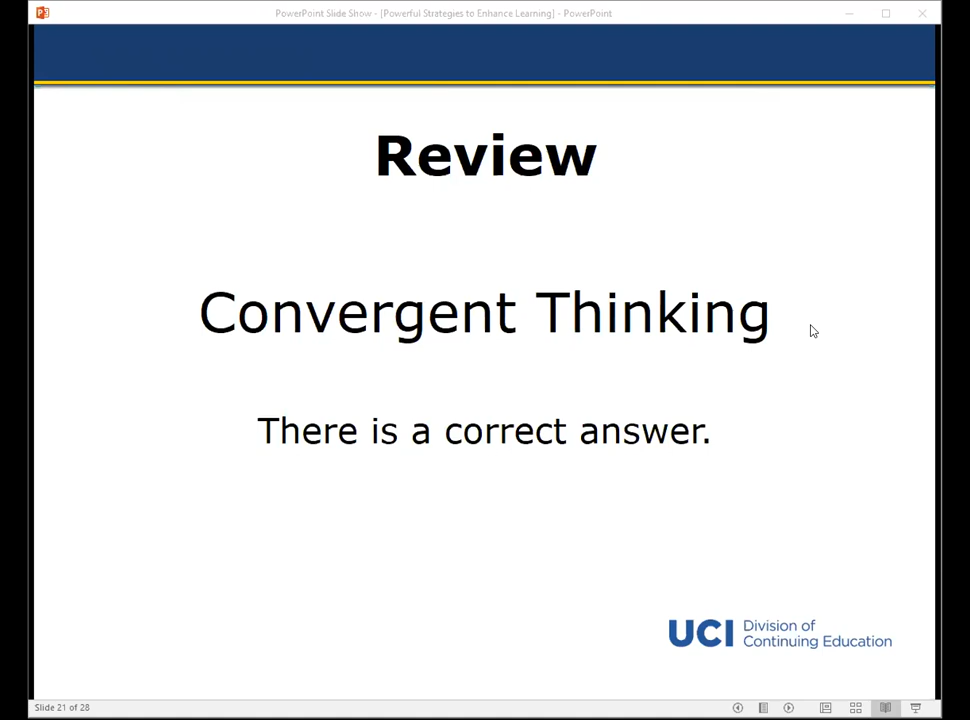 PowerPoint Slide Show - [Powerful Strategies to Enhance Learning] - PowerPoint
Review
Convergent Thinking
There is a correct answer.
UCI Division of
Continuing Education
Slide 21 of 28